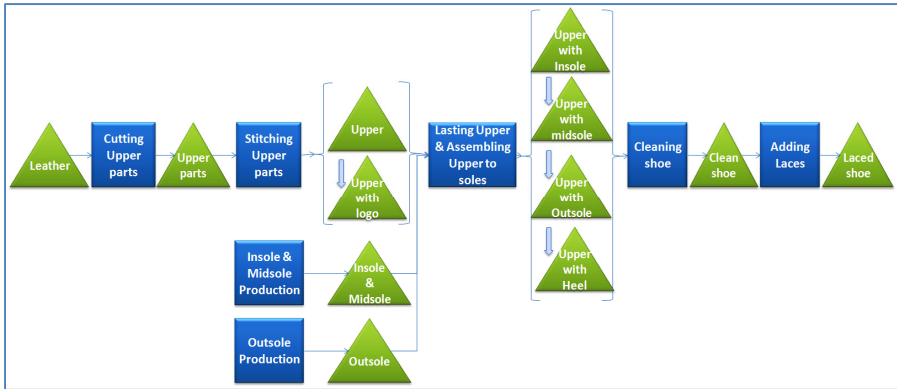 Leather
Cutting
Upper
parts
Upper
parts
Stitching
Upper
parts
Upper
Upper
with
logo
Insole &
Midsole
Production
Insole
&
Midsole
Outsole
Production
Outsole
Lasting Upper
& Assembling
Upper to
soles
Upper
with
Insole
Upper
with
midsole
Upper
with
Outsole
Upper
with
Heel
Cleaning
shoe
Clean
shoe
Adding
Laces
Laced
shoe